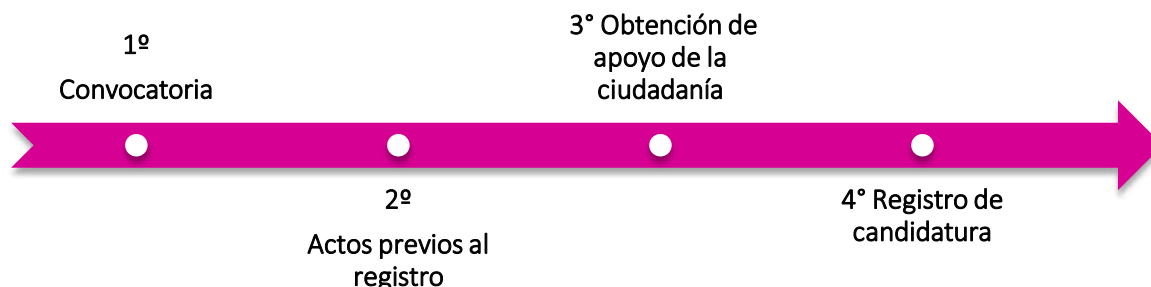 1º
Convocatoria
2º
Actos previos al
registro
3° Obtención de
apoyo de la
ciudadanía
4° Registro de
candidatura